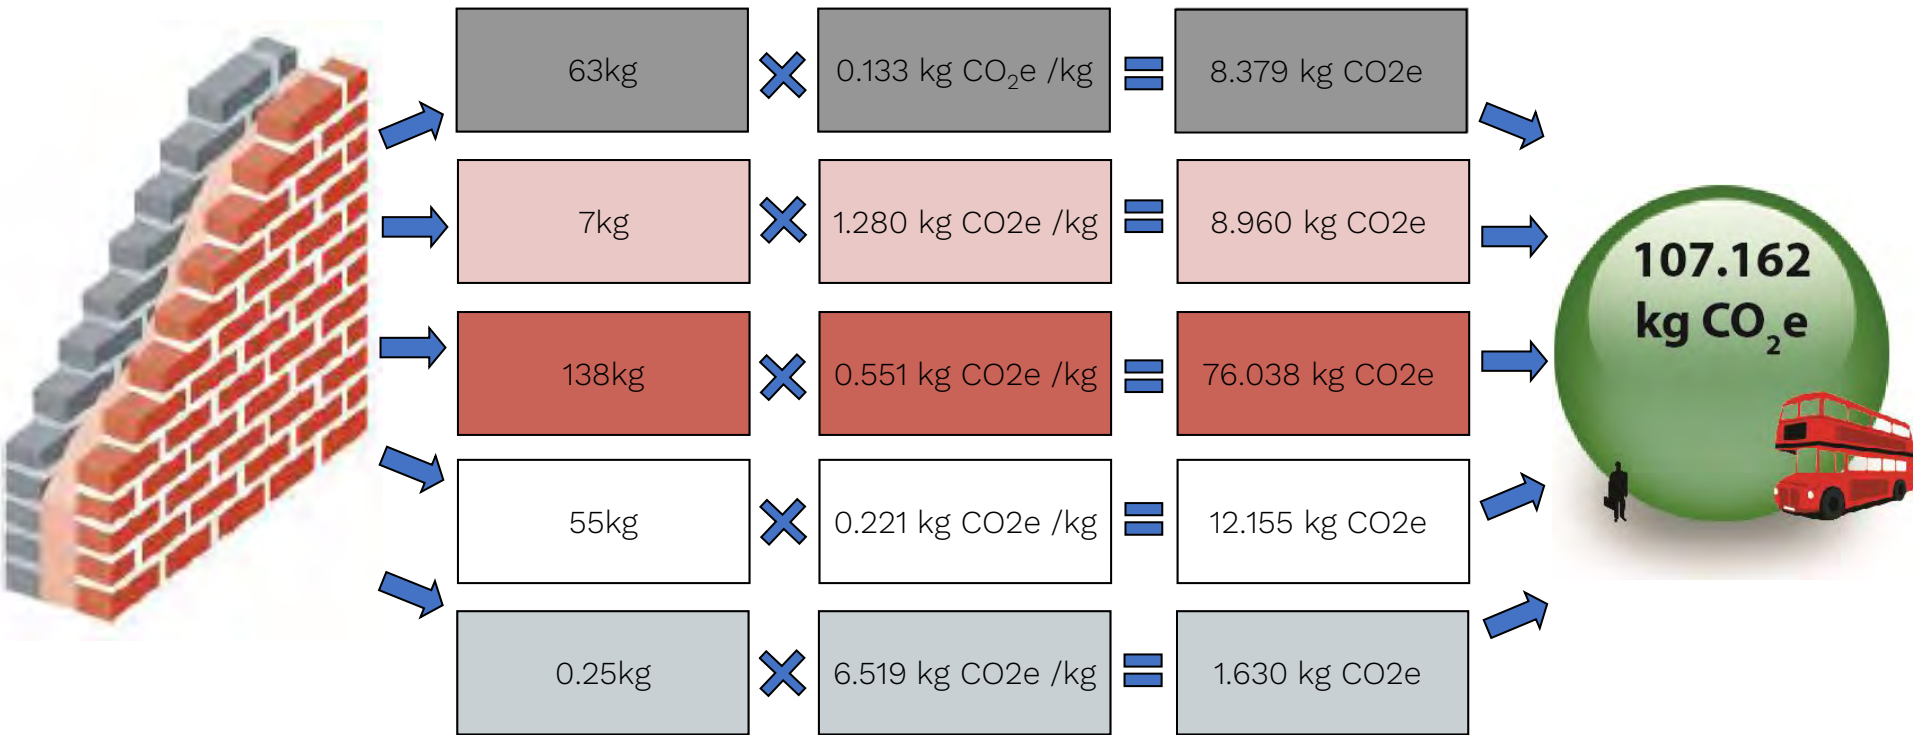 63kg
0.133 kg CO₂e /kg
8.379 kg CO2e
7kg
1.280 kg CO2e /kg
8.960 kg CO2e
138kg
0.551 kg CO2e /kg
76.038 kg CO2e
55kg
0.221 kg CO2e /kg
12.155 kg CO2e
0.25kg
6.519 kg CO2e /kg
1.630 kg CO2e
107.162
kg CO₂e